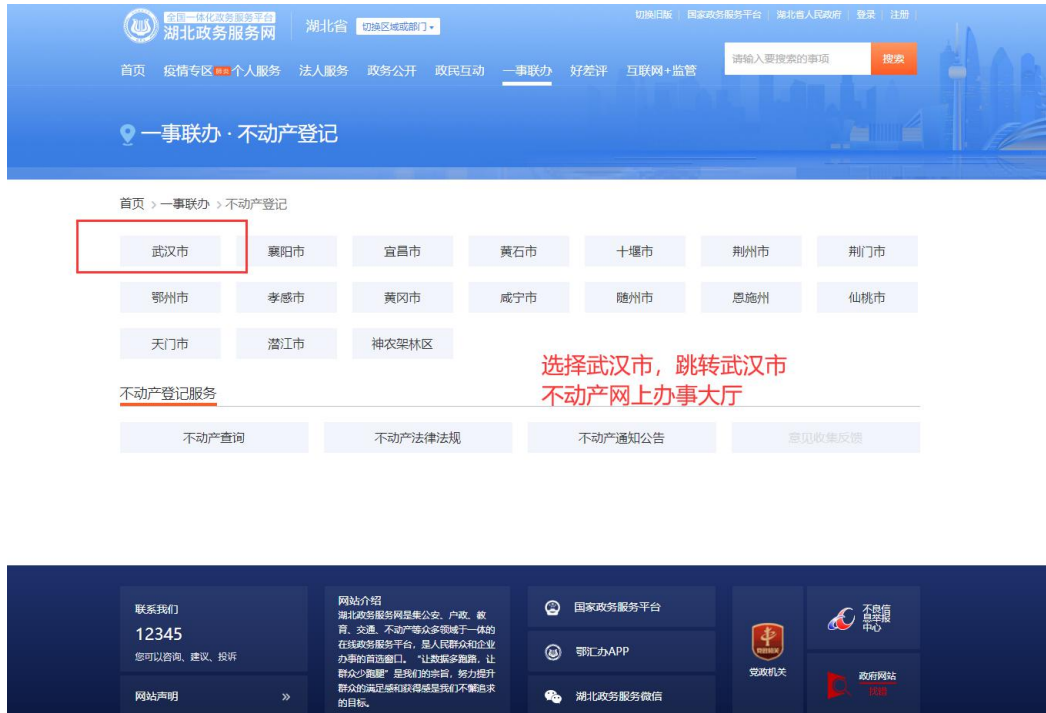 切换旧版 国家政务服务平台 湖北省人民政府 登录 注册
全国一体化政务服务平台
湖北政务服务网 湖北省 切换区域或部门
首页 疫情专区 个人服务 法人服务 政务公开 政民互动 一事联办 好差评 互联网+监管
请输入要搜索的事项 搜索
一事联办 · 不动产登记
首页 > 一事联办 > 不动产登记
武汉市 襄阳市 宜昌市 黄石市 十堰市 荆州市 荆门市
鄂州市 孝感市 黄冈市 咸宁市 随州市 恩施州 仙桃市
天门市 潜江市 神农架林区
选择武汉市，跳转武汉市
不动产网上办事大厅
不动产登记服务
不动产查询 不动产法律法规 不动产通知公告 意见收集反馈
联系我们
12345
您可以咨询、建议、投诉
网站声明 »
网站介绍
湖北政务服务网是集公安、户政、教
育、交通、不动产等众多领域于一体的
在线政务服务平台，是人民群众和企业
办事的首选窗口。“让数据多跑路，让
群众少跑腿”是我们的宗旨，努力提升
群众的满足感和获得感是我们不懈追求
的目标。
国家政务服务平台
鄂汇办APP
湖北政务服务微信
党政机关
党政机关
不良信
息举报
中心
政府网站
找错